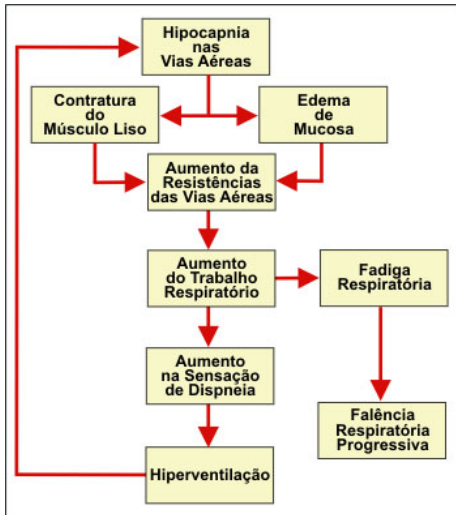 Hipocapnia
nas
Vias Aéreas
Contratura
do
Músculo Liso
Edema
de
Mucosa
Aumento da
Resistências
das Vias Aéreas
Aumento
do Trabalho
Respiratório
Fadiga
Respiratória
Aumento
na Sensação
de Dispneia
Falência
Respiratória
Progressiva
Hiperventilação